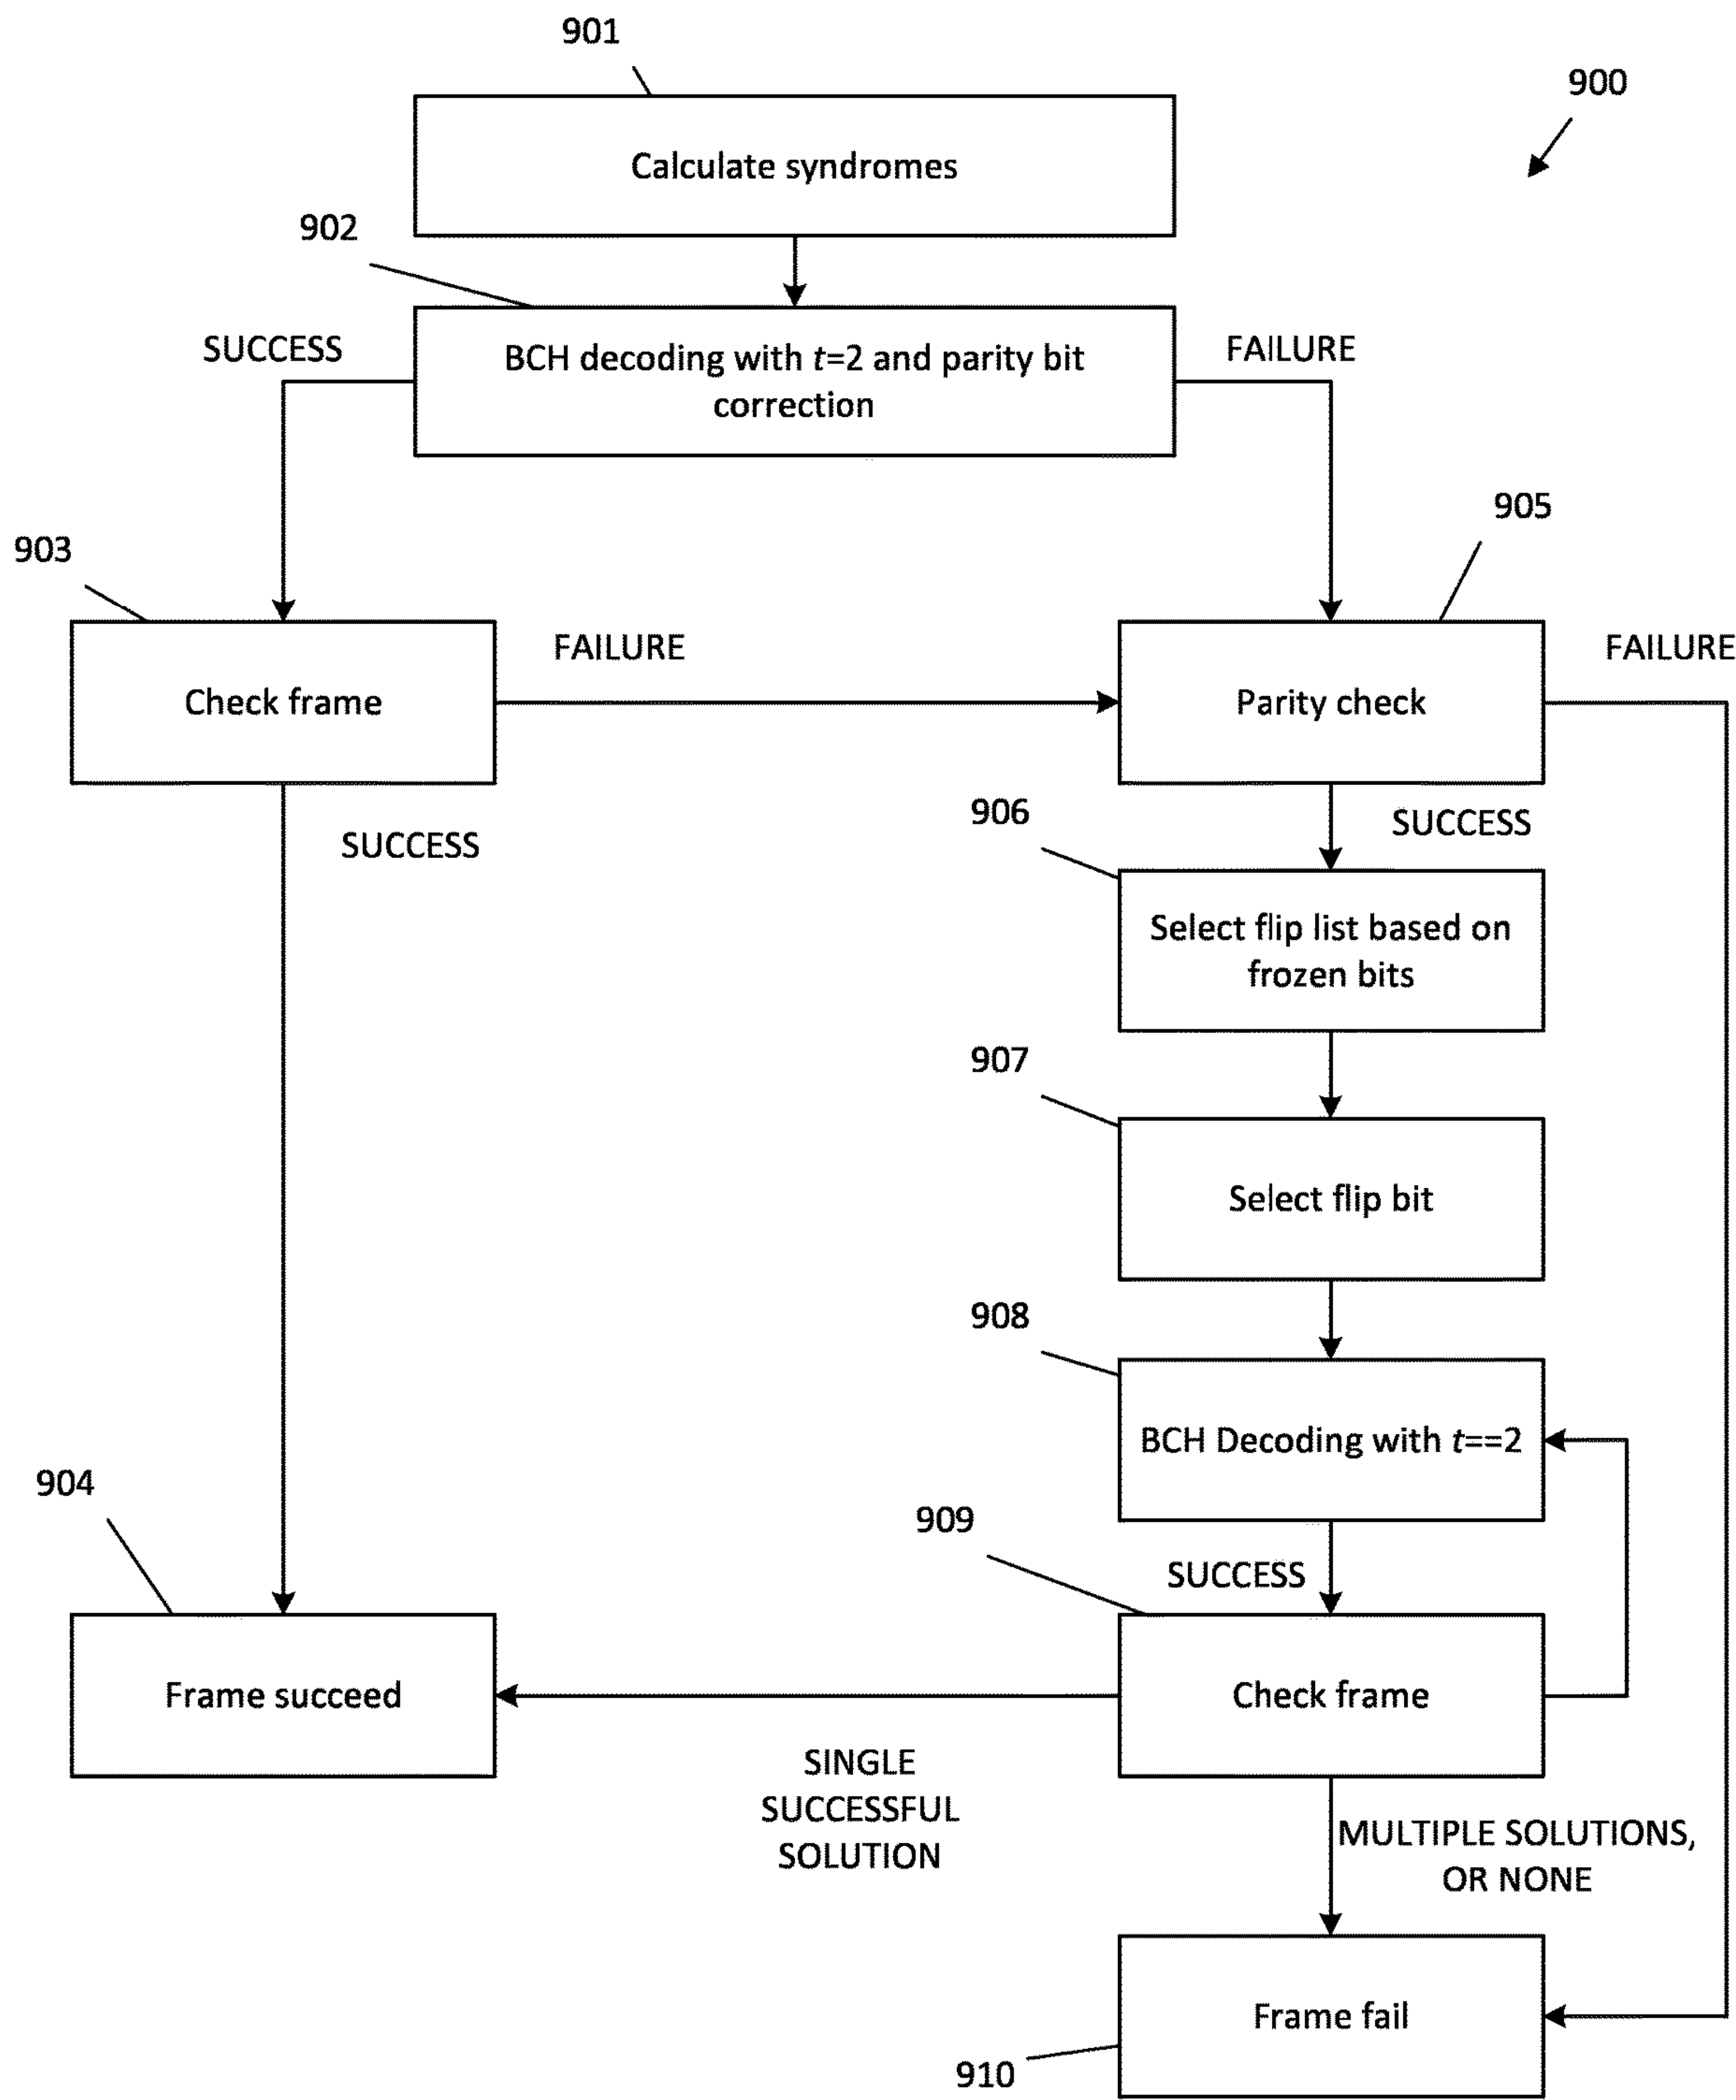 901
900
Calculate syndromes
902
SUCCESS
FAILURE
BCH decoding with t=2 and parity bit
correction
905
903
FAILURE
FAILURE
Check frame
Parity check
906
SUCCESS
SUCCESS
Select flip list based on
frozen bits
907
Select flip bit
908
BCH Decoding with t==2
904
909
SUCCESS
Frame succeed
Check frame
SINGLE
SUCCESSFUL
SOLUTION
MULTIPLE SOLUTIONS,
OR NONE
Frame fail
910